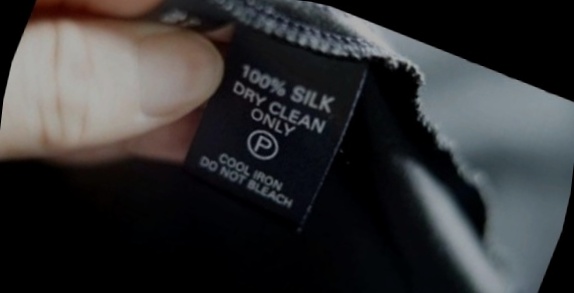 100% SILK
DRY CLEAN
ONLY
P
COOL IRON
DO NOT BLEACH